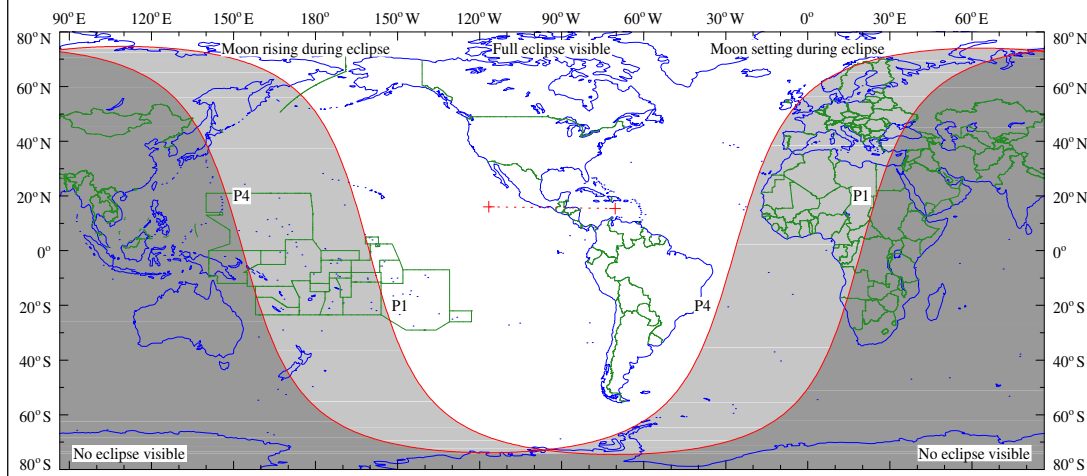 90° E 120° E 150° E 180° 150° W 120° W 90° W 60° W 30° W 0° 30° E 60° E
80° N 80° N
Moon rising during eclipse Full eclipse visible Moon setting during eclipse
60° N 60° N
40° N 40° N
20° N P4 P1 20° N
0° 0°
20° S P1 P4 20° S
40° S 40° S
60° S 60° S
No eclipse visible No eclipse visible
80° S 80° S